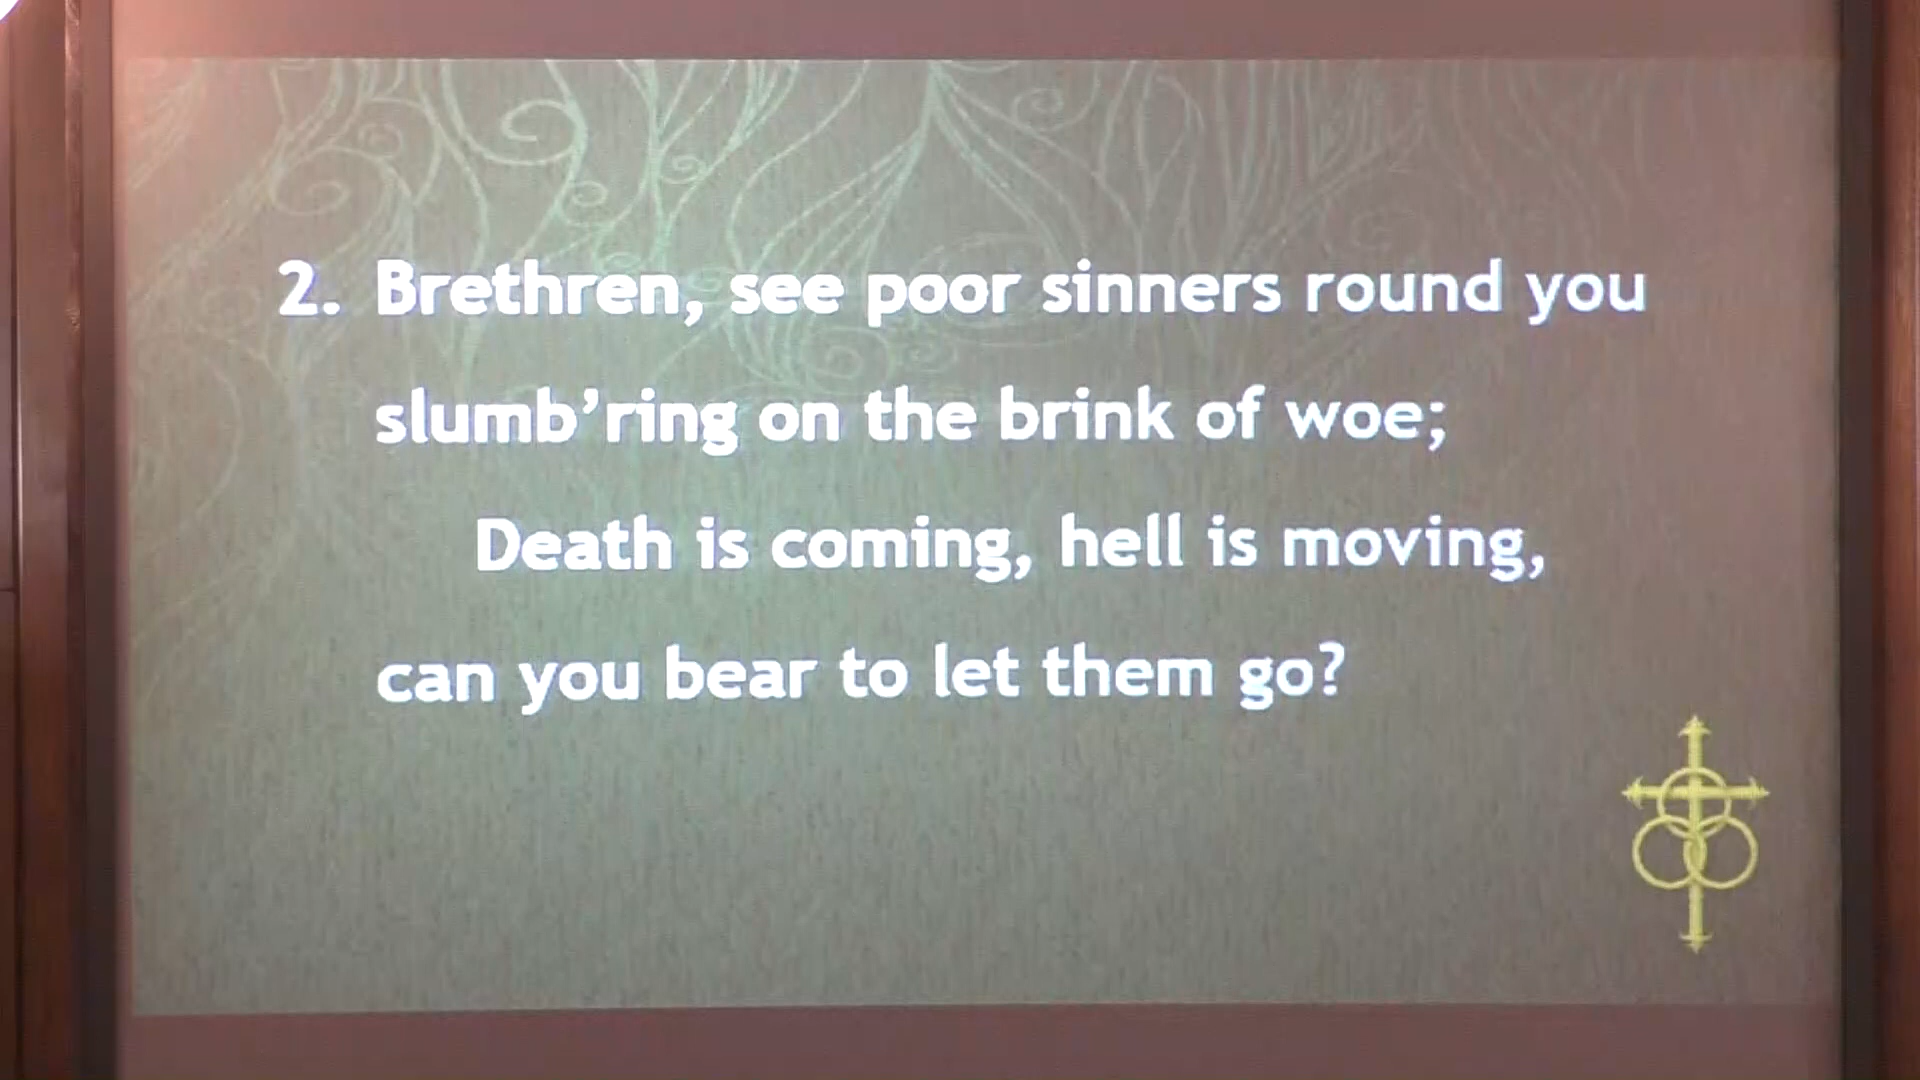 2. Brethren, see poor sinners round you
slumb’ring on the brink of woe;
Death is coming, hell is moving,
can you bear to let them go?